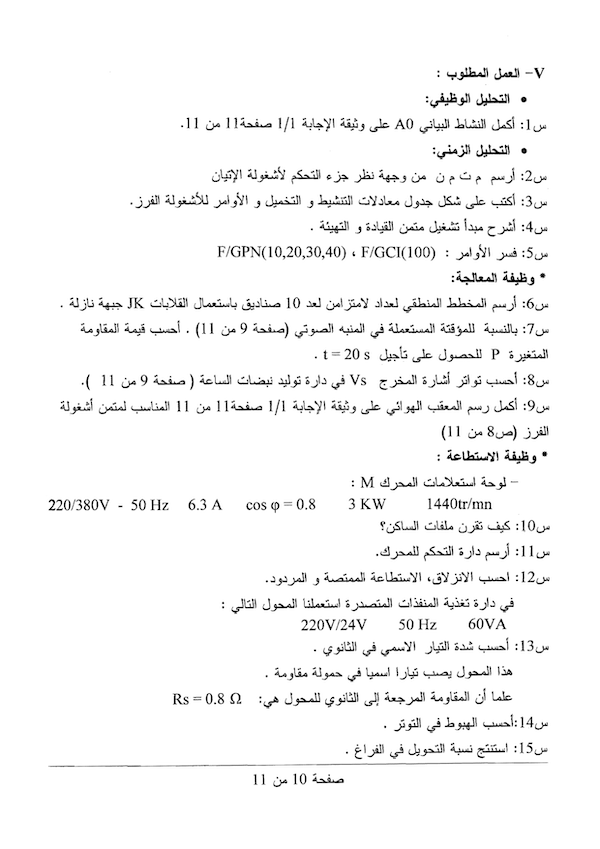 V- العمل المطلوب :
• التحليل الوظيفي:
س1: أكمل النشاط البياني A0 على وثيقة الإجابة 1/1 صفحة11 من 11.
• التحليل الزمني:
س2: أرسم م ت م ن من وجهة نظر جزء التحكم لأشغولة الإتيان
س3: أكتب على شكل جدول معادلات التنشيط و التخميل و الأوامر للأشغولة الفرز.
س4: أشرح مبدأ تشغيل متمن القيادة و التهيئة .
س5: فسر الأوامر : F/GPN(10,20,30,40) ، F/GCI(100)
* وظيفة المعالجة:
س6: أرسم المخطط المنطقي لعداد لامتزامن لعد 10 صناديق باستعمال القلابات JK جبهة نازلة .
س7: بالنسبة للمؤقتة المستعملة في المنبه الصوتي (صفحة 9 من 11) . أحسب قيمة المقاومة
المتغيرة P للحصول على تأجيل t = 20 s .
س8: أحسب تواتر أشارة المخرج Vs في دارة توليد نبضات الساعة ( صفحة 9 من 11 ).
س9: أكمل رسم المعقب الهوائي على وثيقة الإجابة 1/1 صفحة11 من 11 المناسب لمتمن أشغولة
الفرز (ص8 من 11)
* وظيفة الاستطاعة :
– لوحة استعلامات المحرك M :
220/380V - 50 Hz 6.3 A cos φ = 0.8 3 KW 1440tr/mn
س10: كيف تقرن ملفات الساكن؟
س11: أرسم دارة التحكم للمحرك.
س12: احسب الانزلاق، الاستطاعة الممتصة و المردود.
في دارة تغذية المنفذات المتصدرة استعملنا المحول التالي :
220V/24V 50 Hz 60VA
س13: أحسب شدة التيار الاسمي في الثانوي .
هذا المحول يصب تيارا اسميا في حمولة مقاومة .
علما أن المقاومة المرجعة إلى الثانوي للمحول هي: Rs = 0.8 Ω
س14:أحسب الهبوط في التوتر .
س15: استنتج نسبة التحويل في الفراغ .
صفحة 10 من 11